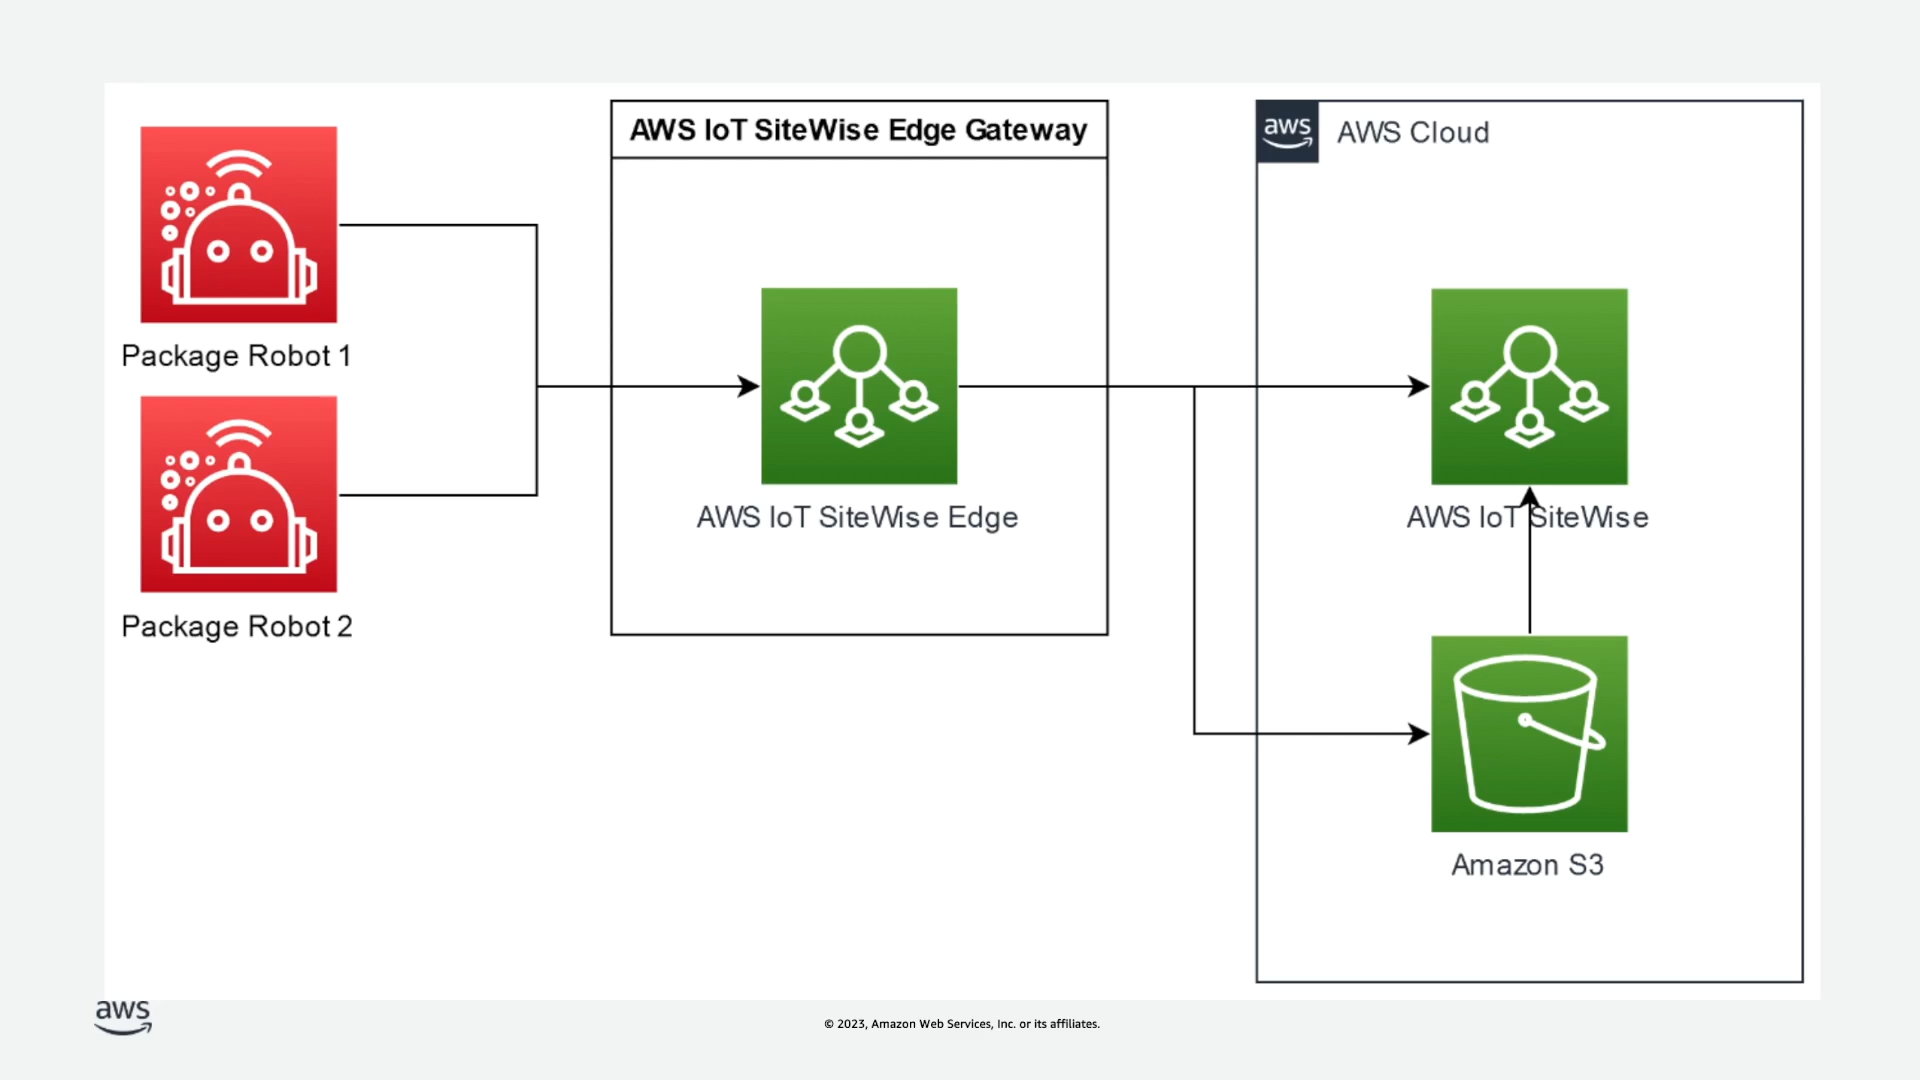 AWS IoT SiteWise Edge Gateway
aws
AWS Cloud
Package Robot 1
AWS IoT SiteWise Edge
AWS IoT SiteWise
Package Robot 2
Amazon S3
aws
© 2023, Amazon Web Services, Inc. or its affiliates.